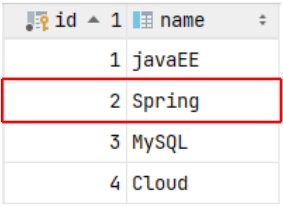 id 1 name
1 javaEE
2 Spring
3 MySQL
4 Cloud